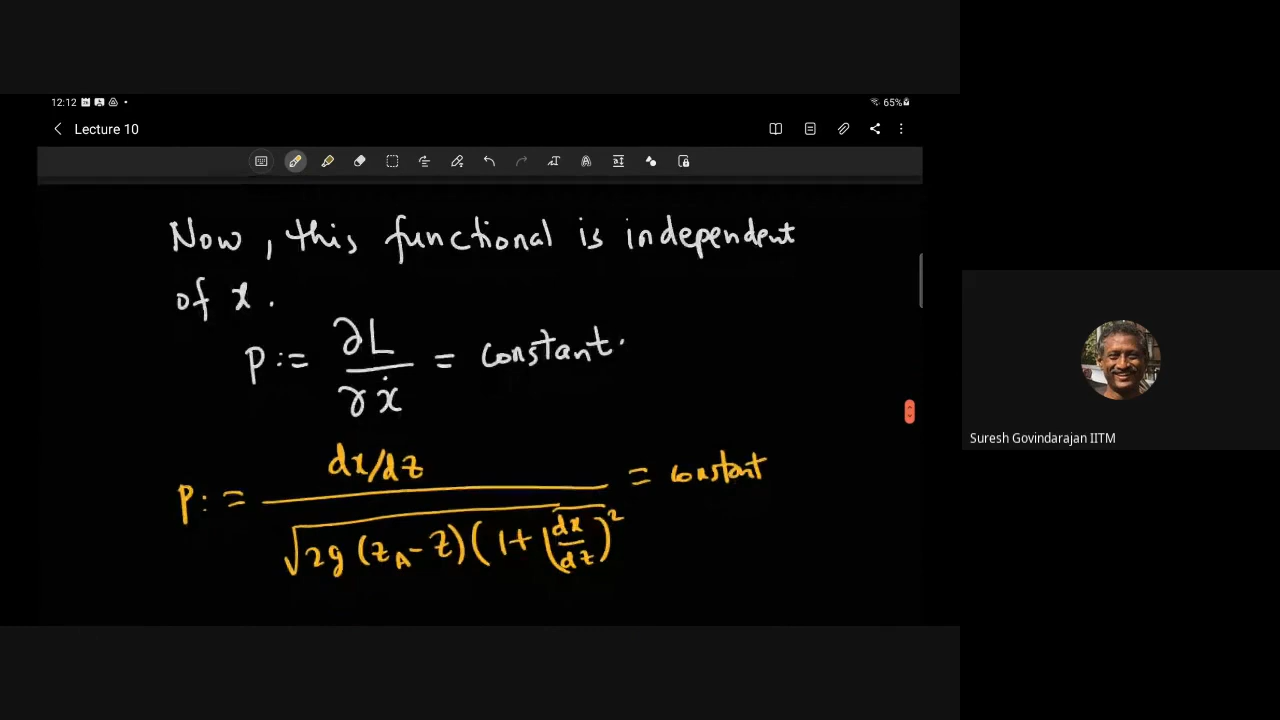 12:12
65%
Lecture 10
Now, this functional is independent
of x.
p := ∂L/∂ẋ = constant.
p := dx/dz / √2g(z_A - z)(1 + (dx/dz)² = constant
Suresh Govindarajan IITM